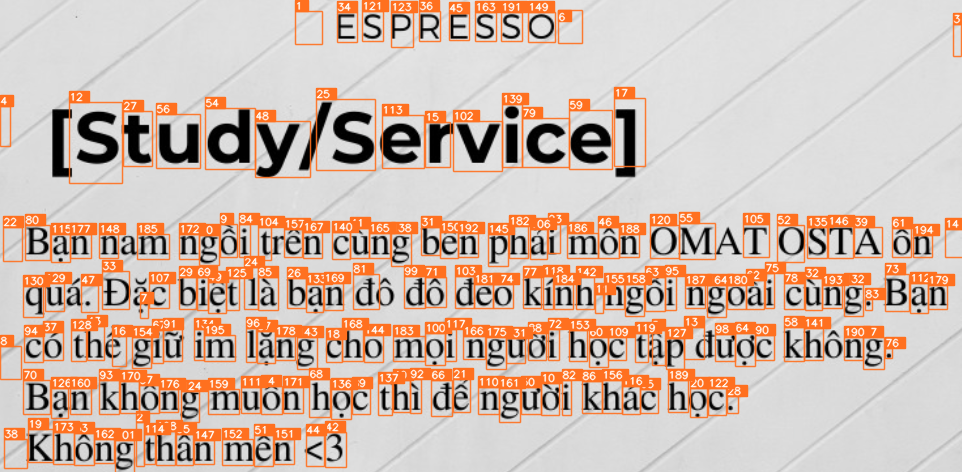 ESPRESSO
[Study/Service]
Bạn nam ngồi trên cùng bên phải môn OMAT OSTA ồn
quá. Đặc biệt là bạn đồ đỏ đeo kính ngồi ngoài cùng. Bạn
có thể giữ im lặng cho mọi người học tập được không.
Bạn không muốn học thì để người khác học.
Không thân mến <3